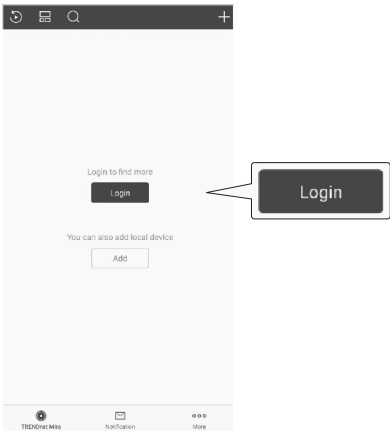 Login to find more
Login
Login
You can also add local device
Add
TRENDnet Mira
Notification
More